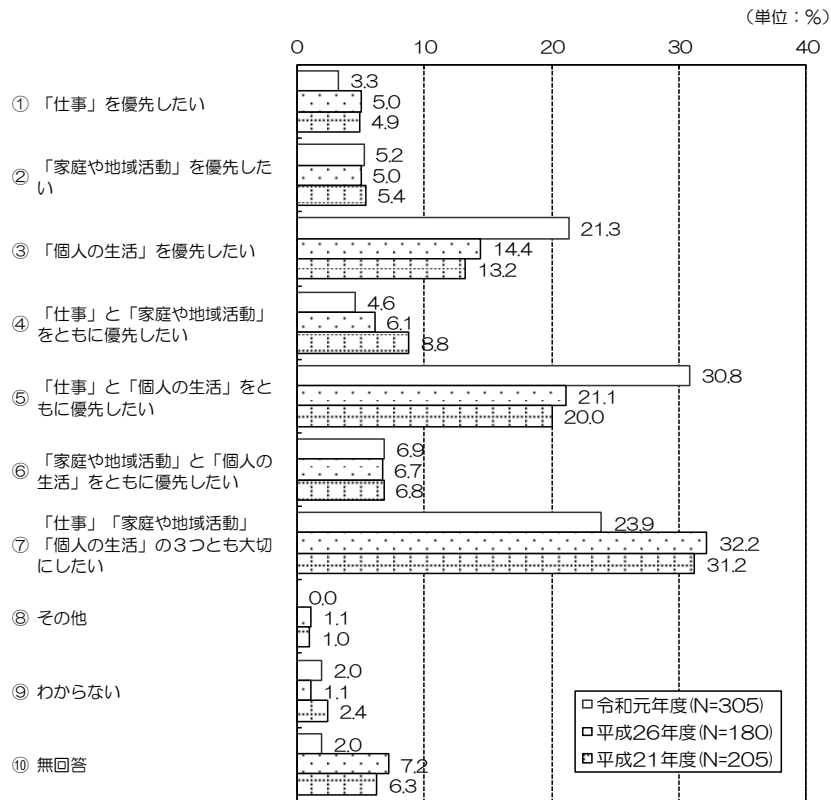 （単位：％）
0 10 20 30 40
① 「仕事」を優先したい
3.3
5.0
4.9
② 「家庭や地域活動」を優先した
い
5.2
5.0
5.4
③ 「個人の生活」を優先したい
21.3
14.4
13.2
④ 「仕事」と「家庭や地域活動」
をともに優先したい
4.6
6.1
8.8
⑤ 「仕事」と「個人の生活」をと
もに優先したい
30.8
21.1
20.0
⑥ 「家庭や地域活動」と「個人の
生活」をともに優先したい
6.9
6.7
6.8
⑦ 「仕事」「家庭や地域活動」
「個人の生活」の３つとも大切
にしたい
23.9
32.2
31.2
⑧ その他
0.0
1.1
1.0
⑨ わからない
2.0
1.1
2.4
⑩ 無回答
2.0
7.2
6.3
令和元年度(N=305)
平成26年度(N=180)
平成21年度(N=205)